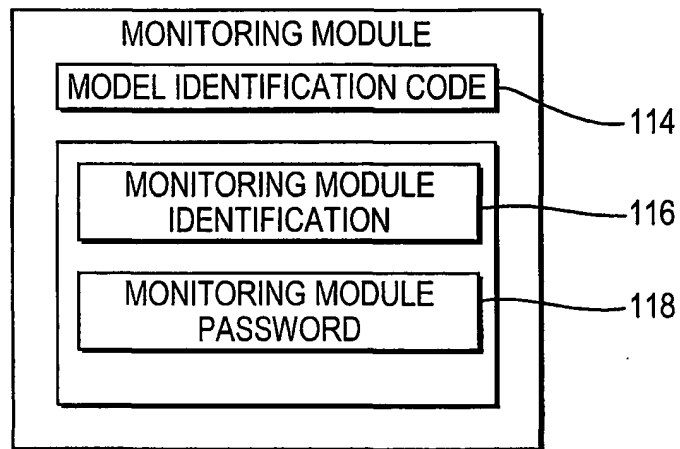 MONITORING MODULE
MODEL IDENTIFICATION CODE
114
MONITORING MODULE
IDENTIFICATION
116
MONITORING MODULE
PASSWORD
118